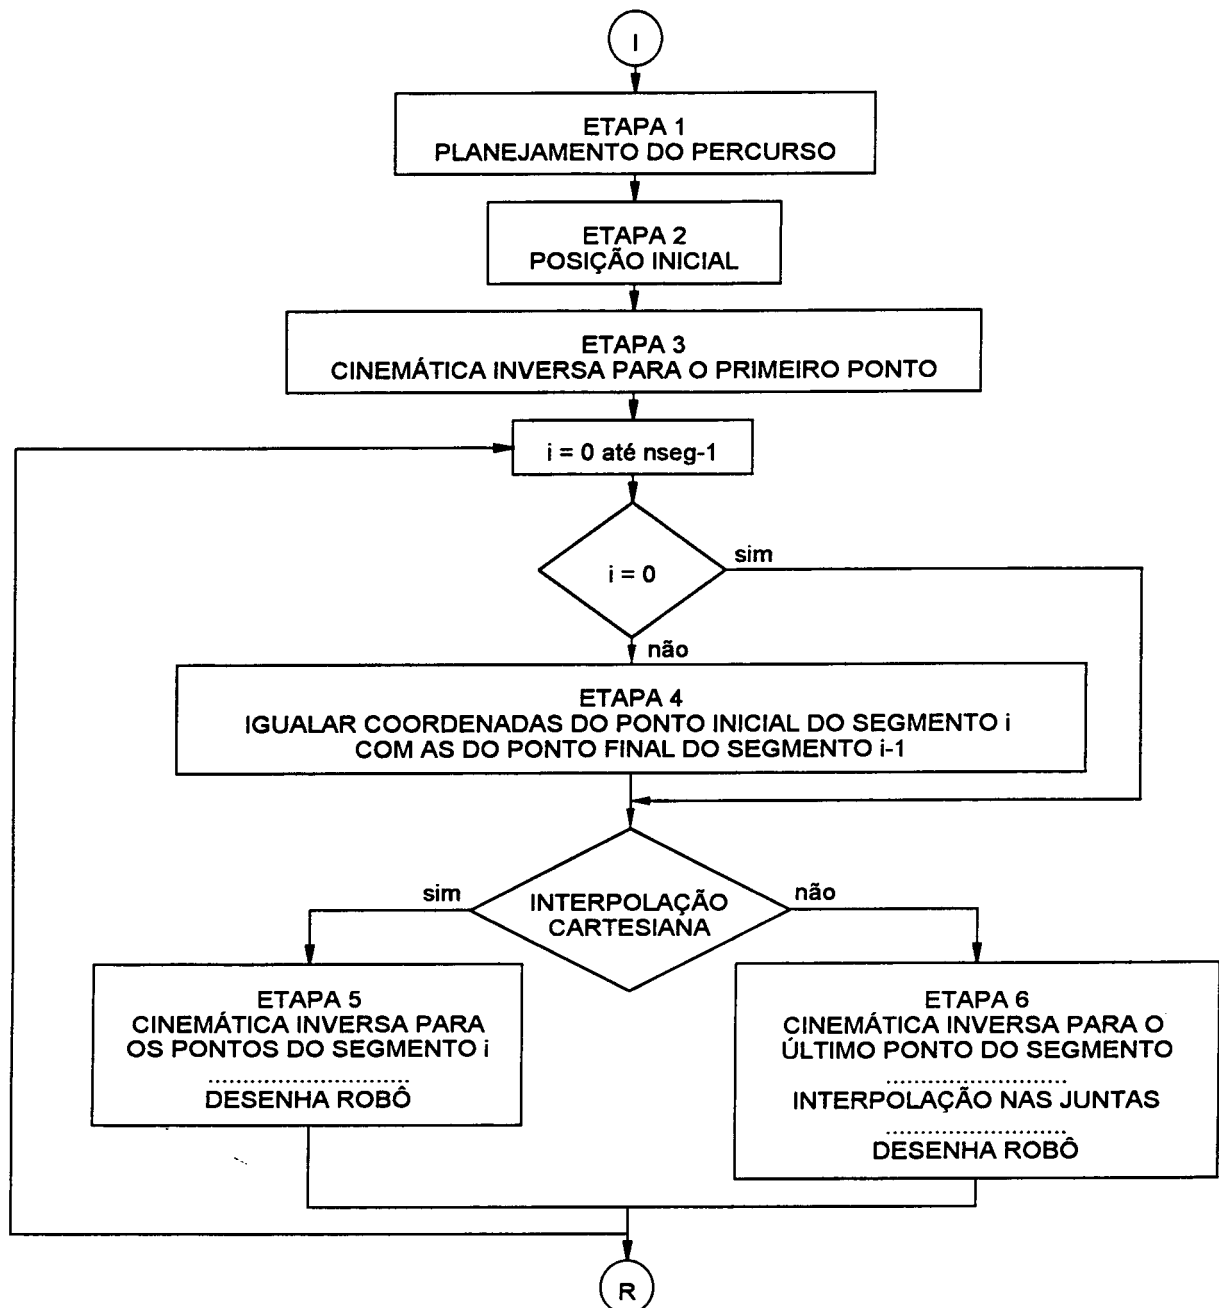 I
ETAPA 1
PLANEJAMENTO DO PERCURSO
ETAPA 2
POSIÇÃO INICIAL
ETAPA 3
CINEMÁTICA INVERSA PARA O PRIMEIRO PONTO
i = 0 até nseg-1
i = 0
sim
não
ETAPA 4
IGUALAR COORDENADAS DO PONTO INICIAL DO SEGMENTO i
COM AS DO PONTO FINAL DO SEGMENTO i-1
INTERPOLAÇÃO
CARTESIANA
sim
não
ETAPA 5
CINEMÁTICA INVERSA PARA
OS PONTOS DO SEGMENTO i
DESENHA ROBÔ
ETAPA 6
CINEMÁTICA INVERSA PARA O
ÚLTIMO PONTO DO SEGMENTO
INTERPOLAÇÃO NAS JUNTAS
DESENHA ROBÔ
R